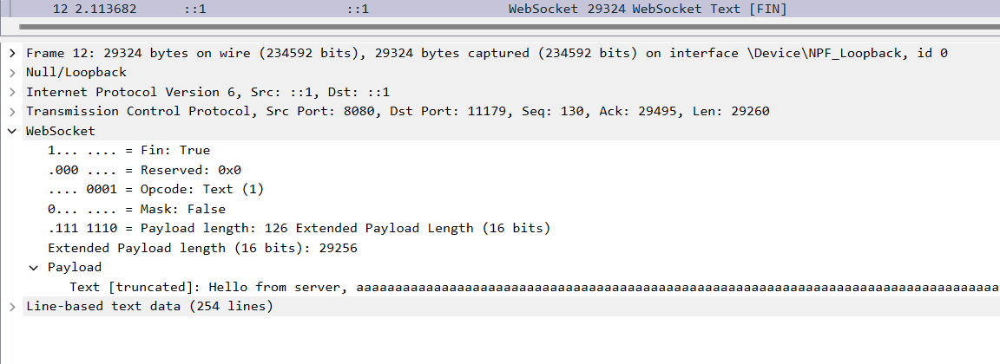 12 2.113682 ::1 ::1 WebSocket 29324 WebSocket Text [FIN]
Frame 12: 29324 bytes on wire (234592 bits), 29324 bytes captured (234592 bits) on interface \Device\NPF_Loopback, id 0
Null/Loopback
Internet Protocol Version 6, Src: ::1, Dst: ::1
Transmission Control Protocol, Src Port: 8080, Dst Port: 11179, Seq: 130, Ack: 29495, Len: 29260
WebSocket
1... .... = Fin: True
.000 .... = Reserved: 0x0
.... 0001 = Opcode: Text (1)
0... .... = Mask: False
.111 1110 = Payload length: 126 Extended Payload Length (16 bits)
Extended Payload length (16 bits): 29256
Payload
Text [truncated]: Hello from server, aaaaaaaaaaaaaaaaaaaaaaaaaaaaaaaaaaaaaaaaaaaaaaaaaaaaaaaaaaaaaaaaaaaaaaaaaaaaaaaaaaa
Line-based text data (254 lines)